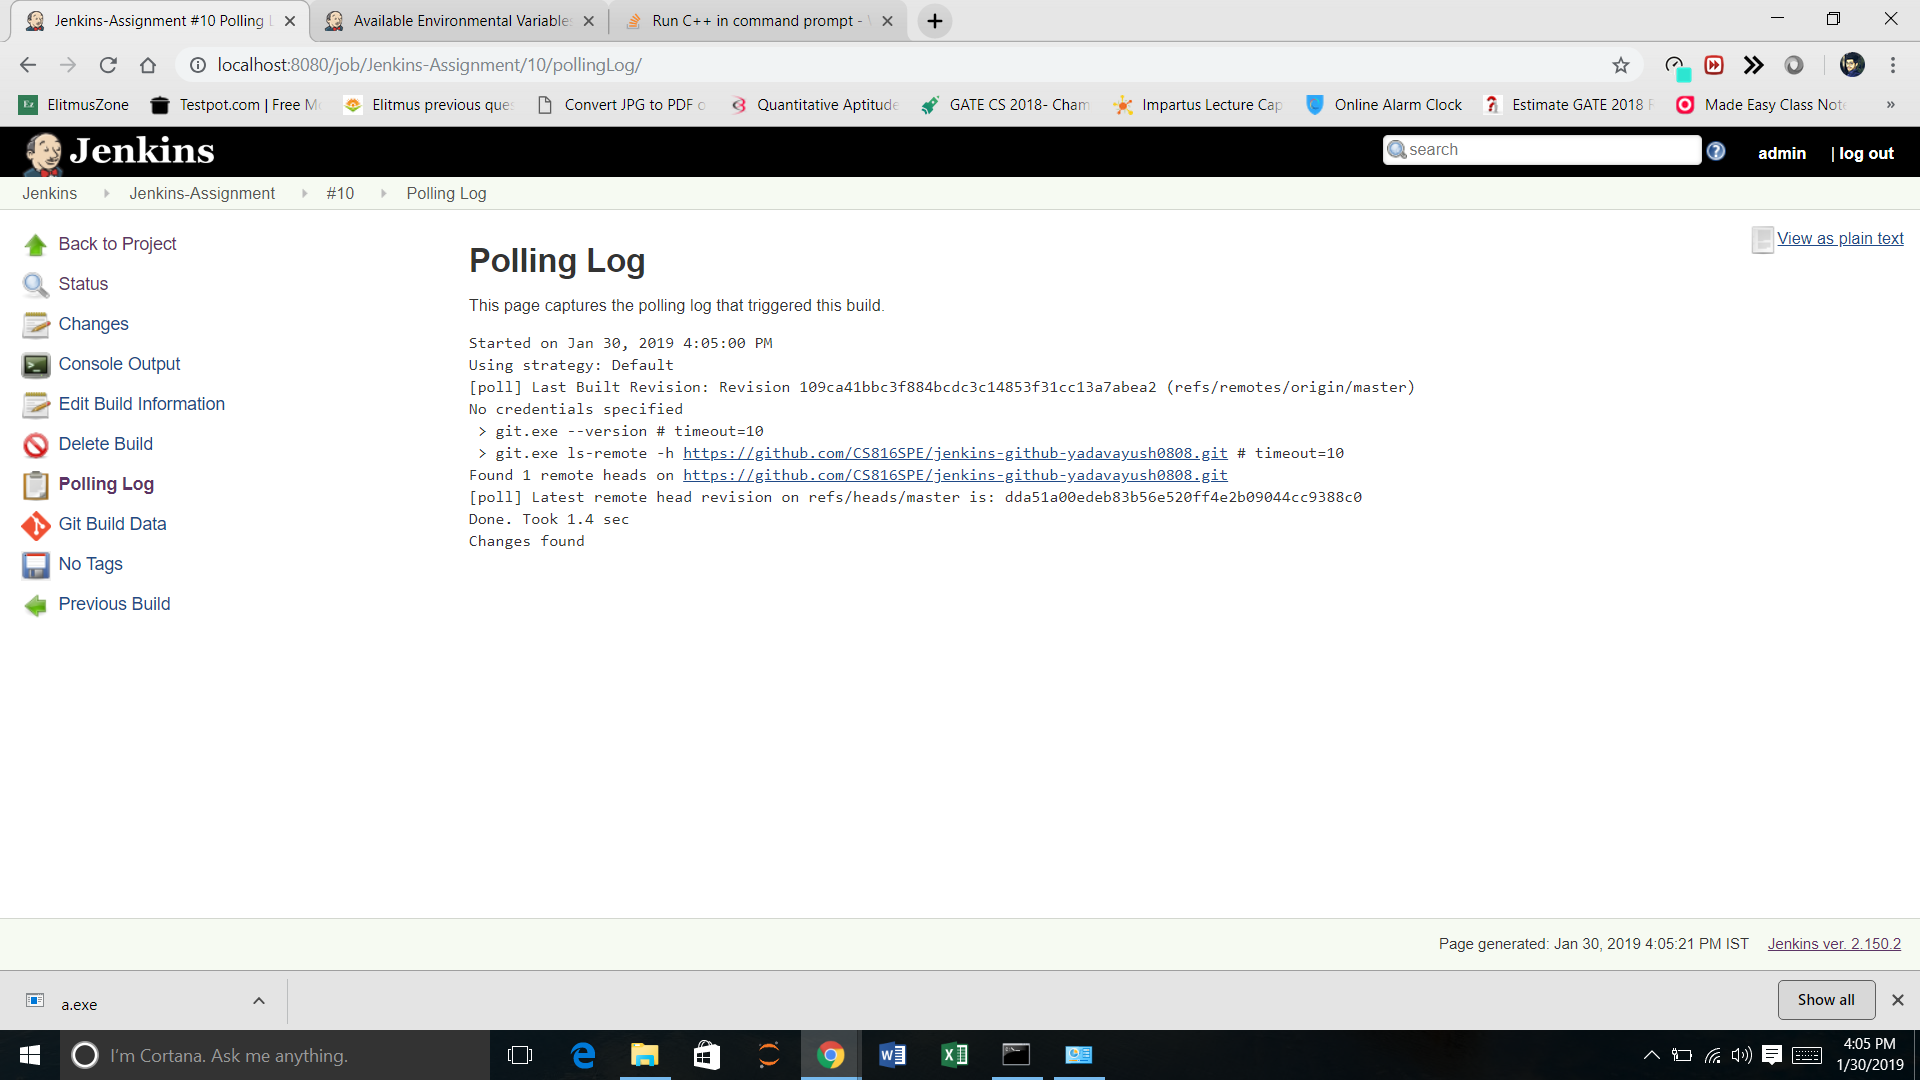 Jenkins-Assignment #10 Polling L
Available Environmental Variable
Run C++ in command prompt -
localhost:8080/job/Jenkins-Assignment/10/pollingLog/
ElitmusZone
Testpot.com | Free Mo
Elitmus previous ques
Convert JPG to PDF o
Quantitative Aptitude
GATE CS 2018- Cham
Impartus Lecture Cap
Online Alarm Clock
Estimate GATE 2018 R
Made Easy Class Note
»
Jenkins
search
admin
| log out
Jenkins
Jenkins-Assignment
#10
Polling Log
Back to Project
Status
Changes
Console Output
Edit Build Information
Delete Build
Polling Log
Git Build Data
No Tags
Previous Build
View as plain text
Polling Log
This page captures the polling log that triggered this build.
Started on Jan 30, 2019 4:05:00 PM
Using strategy: Default
[poll] Last Built Revision: Revision 109ca41bbc3f884bcdc3c14853f31cc13a7abea2 (refs/remotes/origin/master)
No credentials specified
> git.exe --version # timeout=10
> git.exe ls-remote -h https://github.com/CS816SPE/jenkins-github-yadavayush0808.git # timeout=10
Found 1 remote heads on https://github.com/CS816SPE/jenkins-github-yadavayush0808.git
[poll] Latest remote head revision on refs/heads/master is: dda51a00edeb83b56e520ff4e2b09044cc9388c0
Done. Took 1.4 sec
Changes found
Page generated: Jan 30, 2019 4:05:21 PM IST
Jenkins ver. 2.150.2
a.exe
Show all
I'm Cortana. Ask me anything.
4:05 PM
1/30/2019